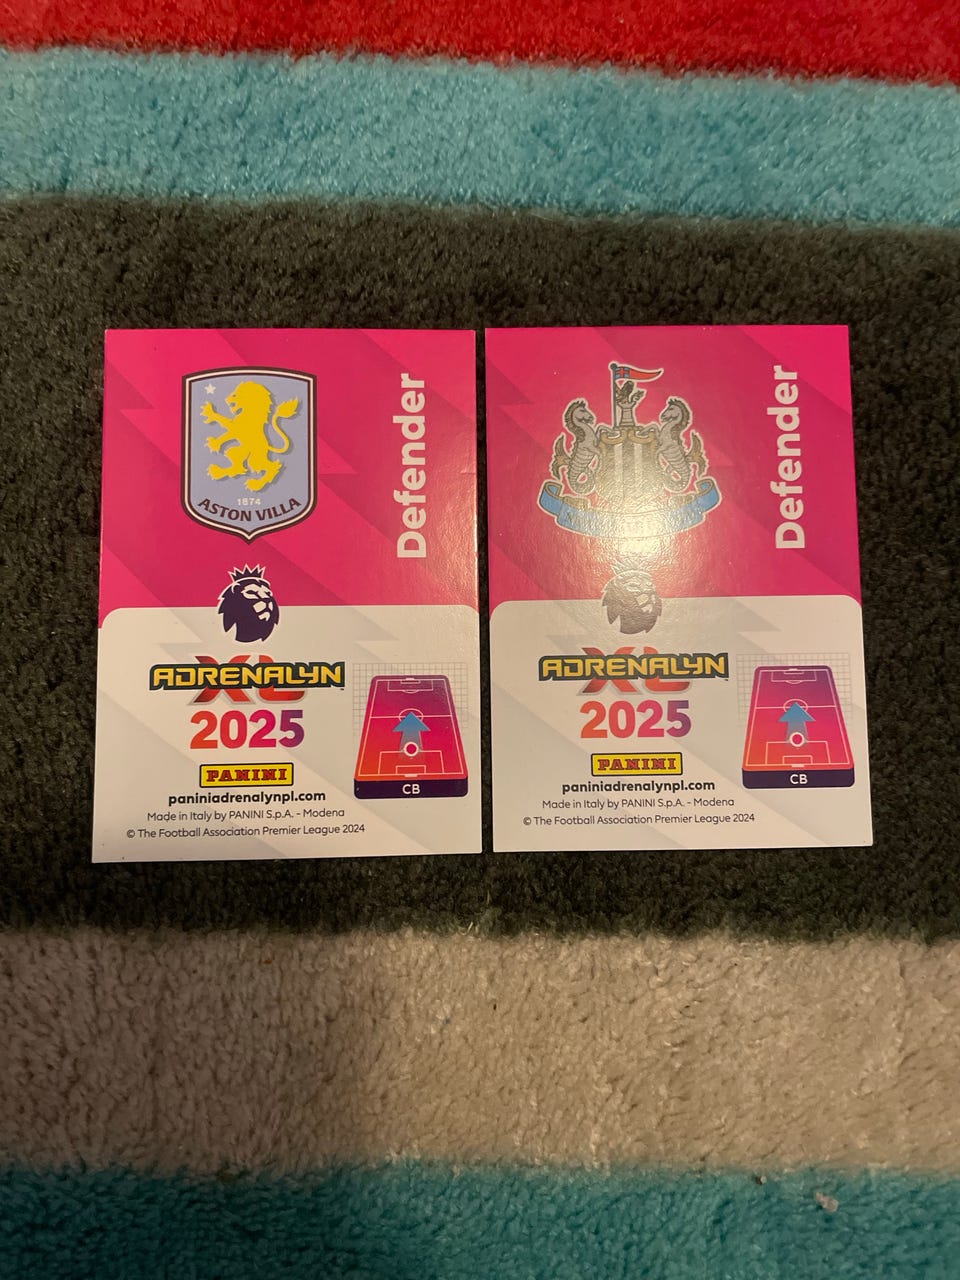 1874
ASTON VILLA
Defender
ADRENALYN
XL
2025
PANINI
paniniadrenalynpl.com
Made in Italy by PANINI S.p.A. - Modena
© The Football Association Premier League 2024
CB
Defender
ADRENALYN
XL
2025
PANINI
paniniadrenalynpl.com
Made in Italy by PANINI S.p.A. - Modena
© The Football Association Premier League 2024
CB